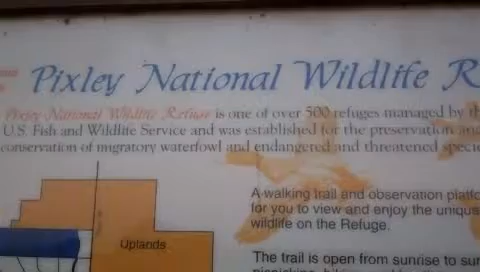 Pixley National Wildlife R
Pixley National Wildlife Refuge is one of over 500 refuges managed by th
U.S. Fish and Wildlife Service and was established for the preservation and
conservation of migratory waterfowl and endangered and threatened specie
A walking trail and observation platfo
for you to view and enjoy the unique
wildlife on the Refuge.
Uplands
The trail is open from sunrise to sun